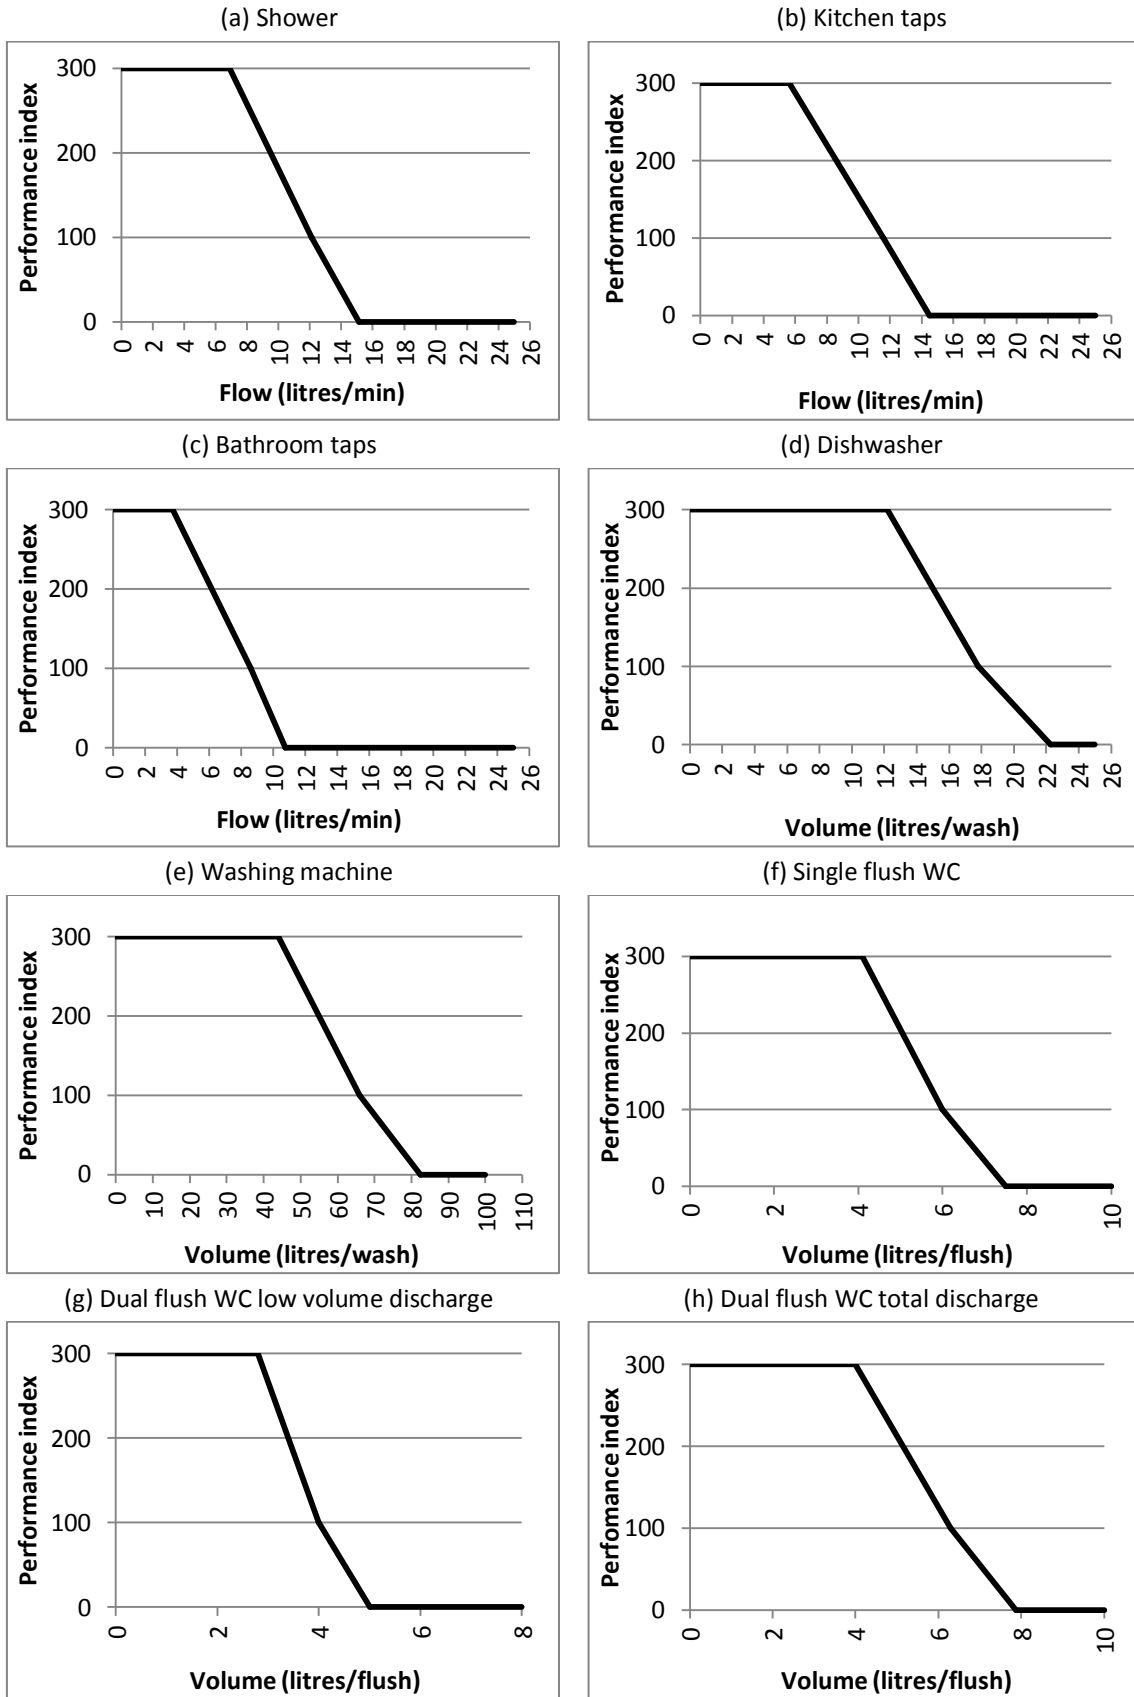 (a) Shower
Performance index
300
200
100
0
0 2 4 6 8 10 12 14 16 18 20 22 24 26
Flow (litres/min)
(b) Kitchen taps
Perfomance index
300
200
100
0
0 2 4 6 8 10 12 14 16 18 20 22 24 26
Flow (litres/min)
(c) Bathroom taps
Performance index
300
200
100
0
0 2 4 6 8 10 12 14 16 18 20 22 24 26
Flow (litres/min)
(d) Dishwasher
Performance index
300
200
100
0
0 2 4 6 8 10 12 14 16 18 20 22 24 26
Volume (litres/wash)
(e) Washing machine
Performance index
300
200
100
0
0 10 20 30 40 50 60 70 80 90 100 110
Volume (litres/wash)
(f) Single flush WC
Perfomance index
300
200
100
0
0 2 4 6 8 10
Volume (litres/flush)
(g) Dual flush WC low volume discharge
Performance index
300
200
100
0
0 2 4 6 8
Volume (litres/flush)
(h) Dual flush WC total discharge
Perfomance index
300
200
100
0
0 2 4 6 8 10
Volume (litres/flush)